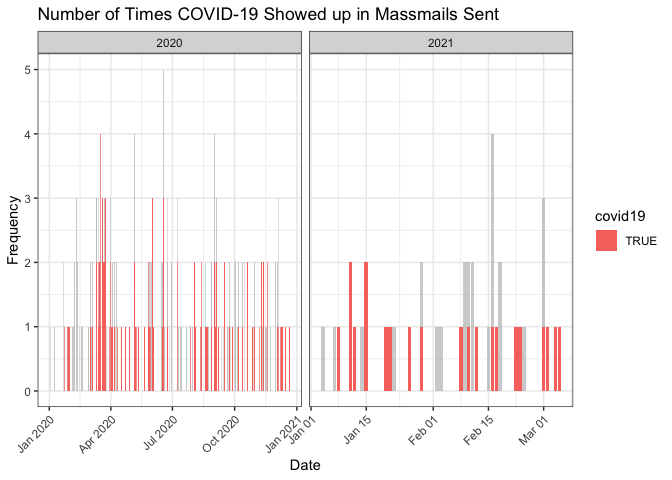 Number of Times COVID-19 Showed up in Massmails Sent
2020
2021
5
4
3
2
1
0
Frequency
Jan 2020
Apr 2020
Jul 2020
Oct 2020
Jan 2021
Jan 01
Jan 15
Feb 01
Feb 15
Mar 01
Date
covid19
TRUE